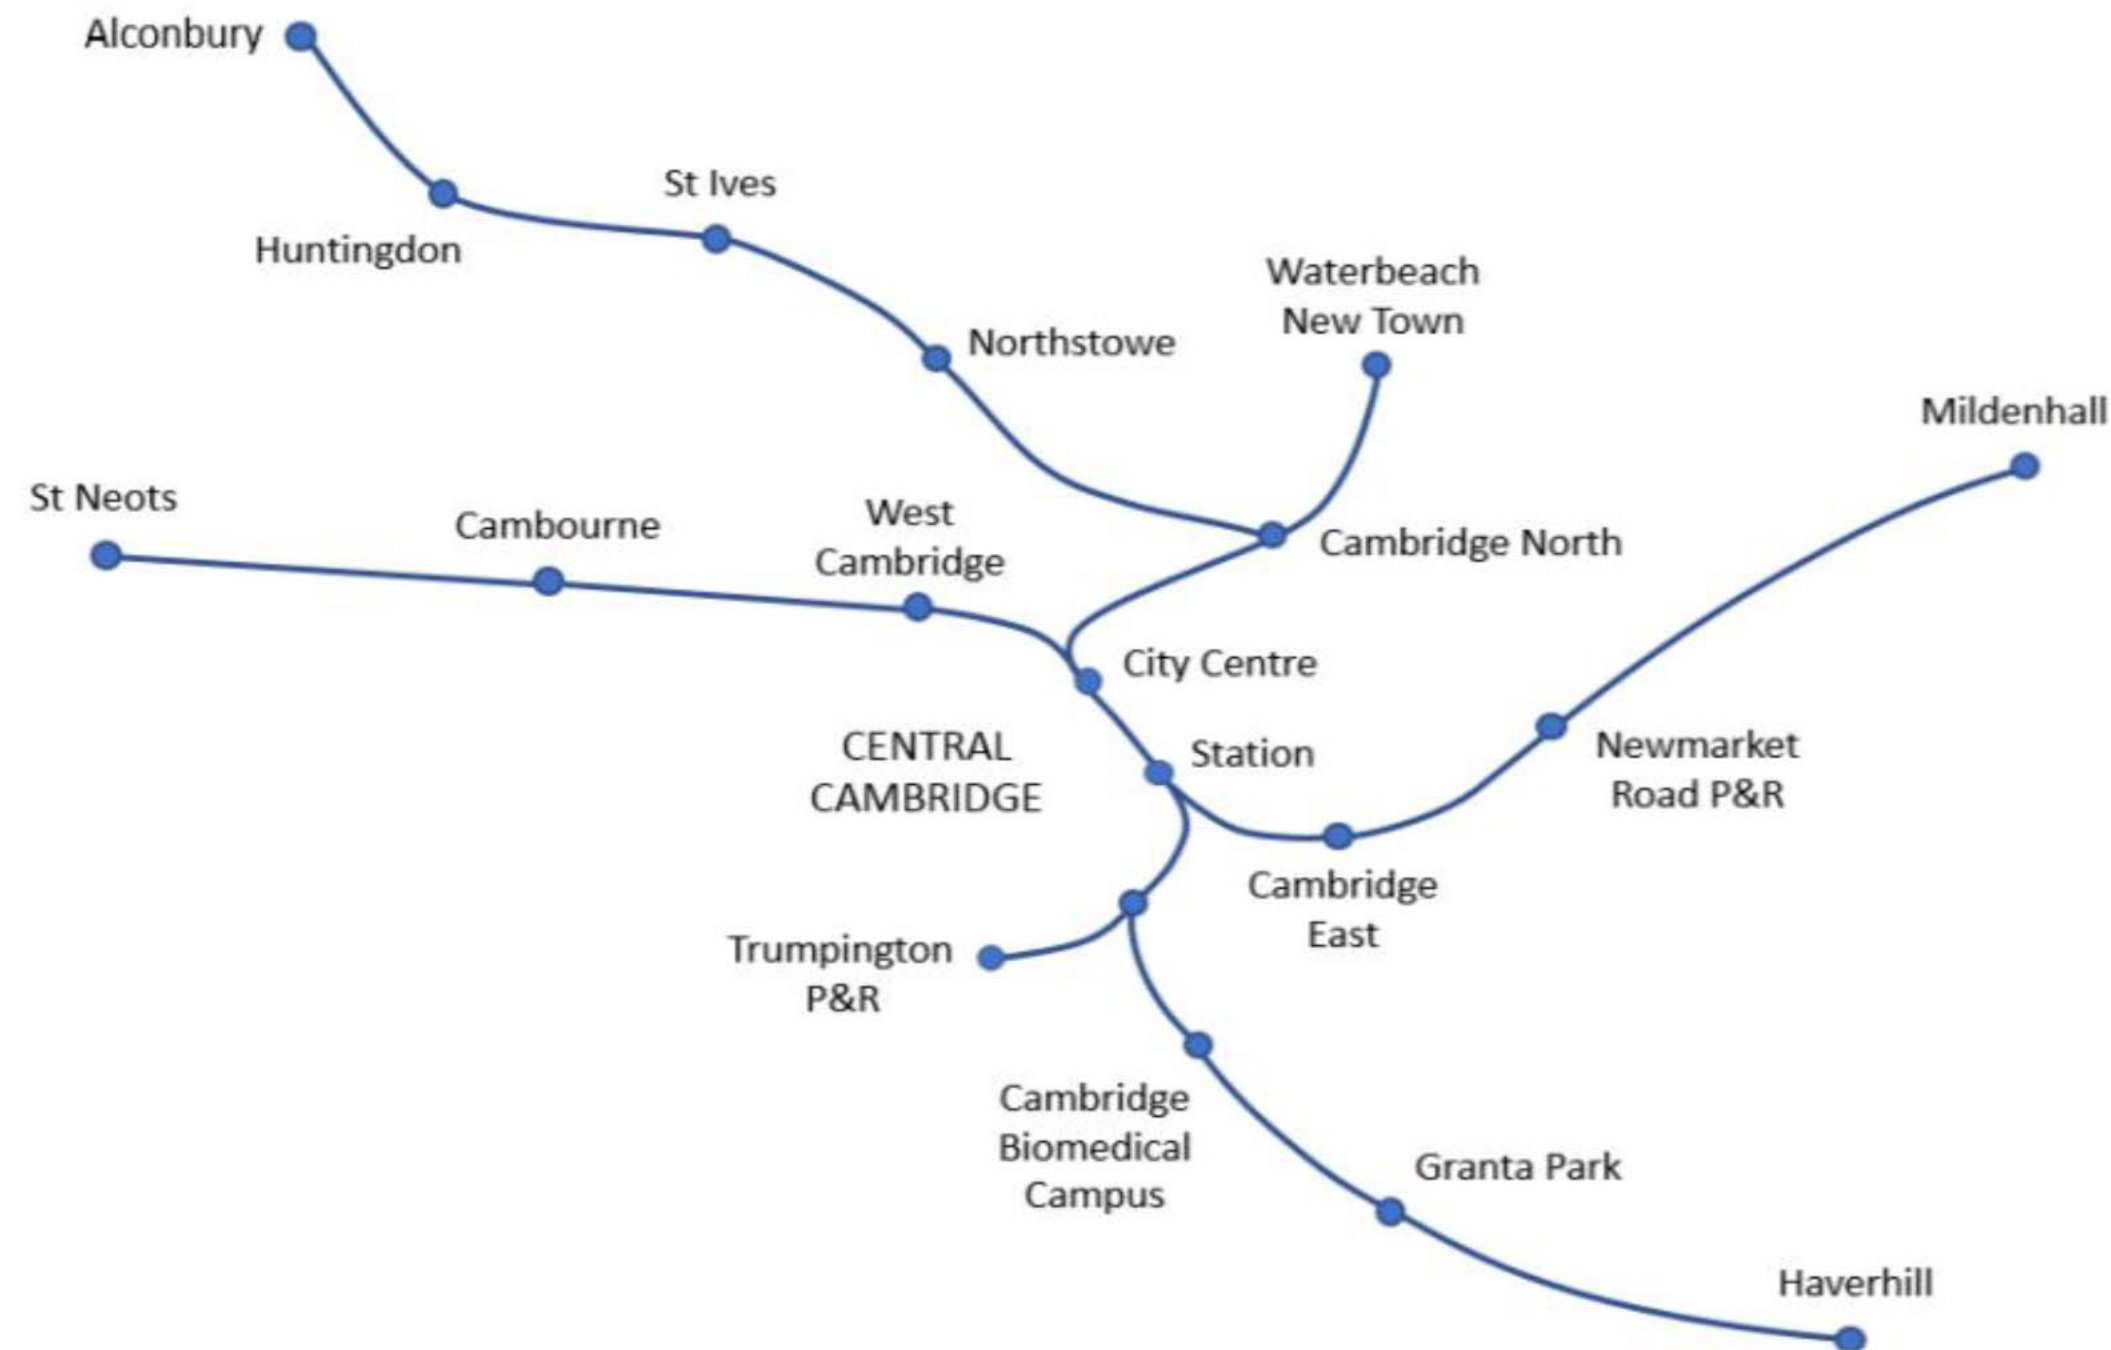 Alconbury
St Ives
Huntingdon
Waterbeach
New Town
Northstowe
Mildenhall
St Neots
Cambourne
West
Cambridge
Cambridge North
City Centre
CENTRAL
CAMBRIDGE
Station
Newmarket
Road P&R
Cambridge
East
Trumpington
P&R
Cambridge
Biomedical
Campus
Granta Park
Haverhill